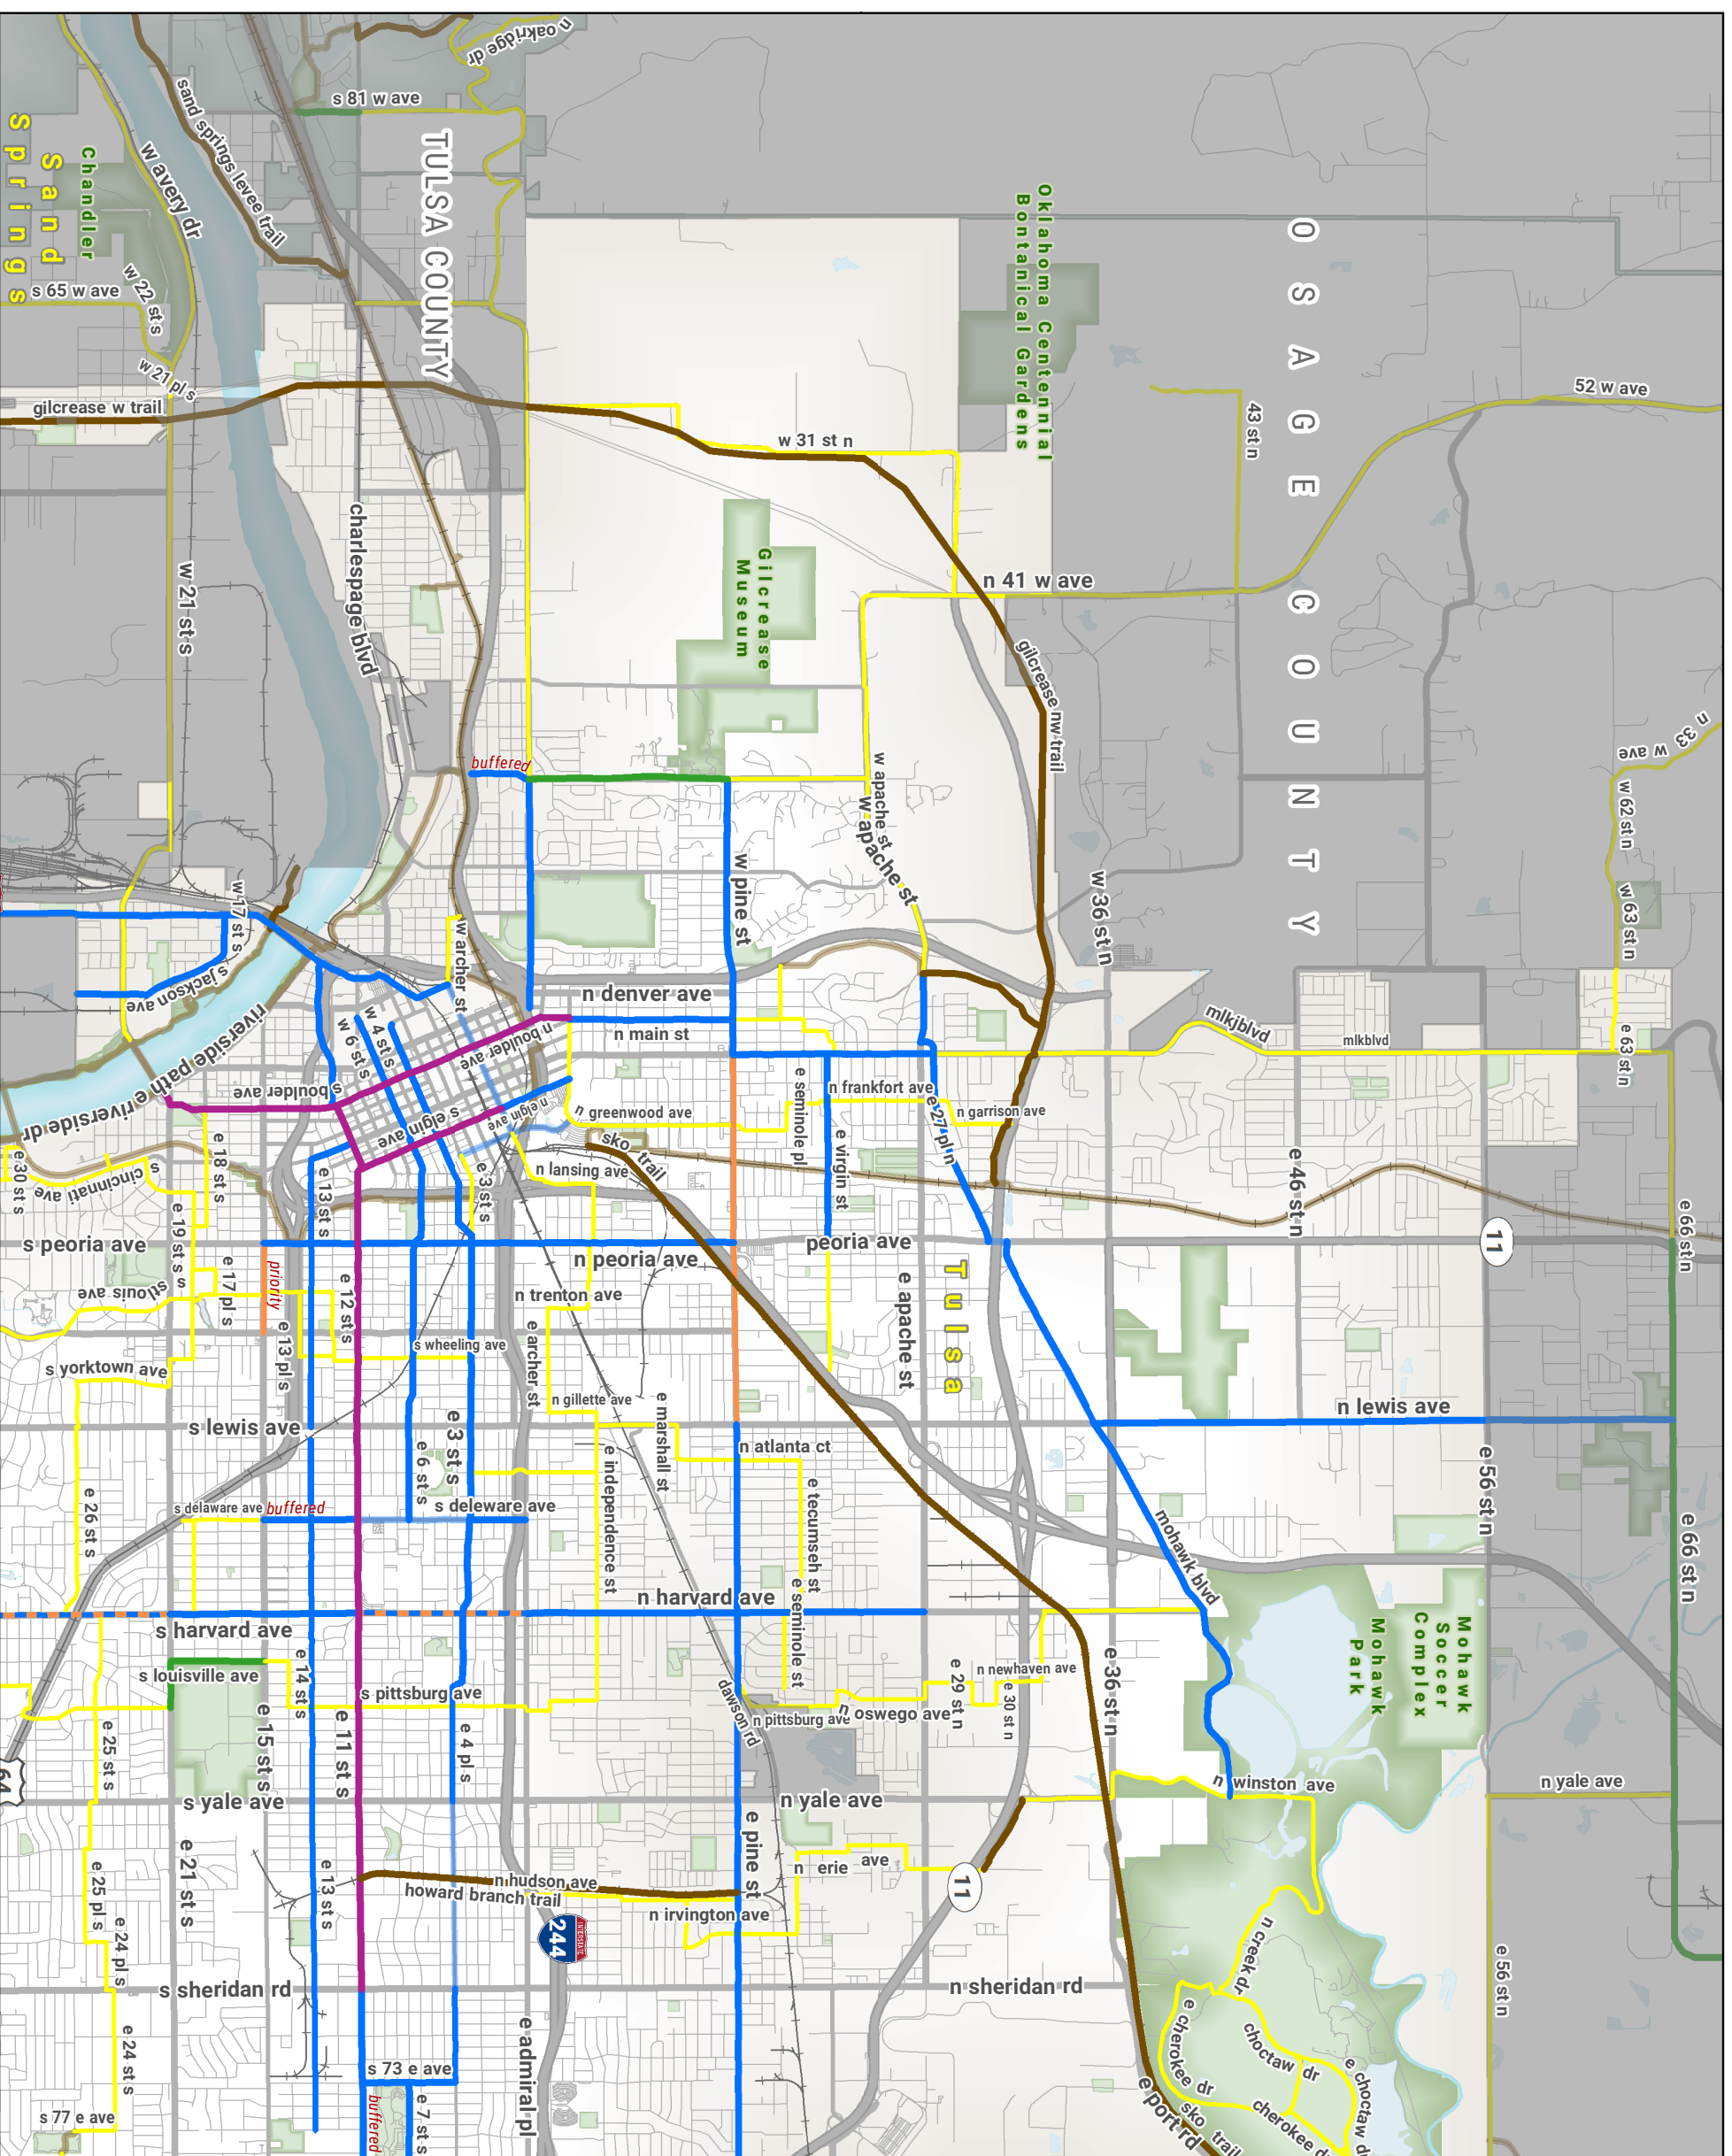 n oakridge dr
s 81 w ave
sand springs levee trail
w avery dr
TULSA COUNTY
Chandler
Sand
Springs
w 22 st s
s 65 w ave
w 21 pl s
gilcrease w trail
w 31 st n
Oklahoma Centennial
Bontanical Gardens
OSAGE COUNTY
43 st n
52 w ave
charlespage blvd
w 21 st s
Gilcrease
Museum
n 41 w ave
gilcrease nw trail
n 33 w ave
w 62 st n
w 63 st n
buffered
w apache st
w apache st
w pine st
w 36 st n
w 17 st s
s jackson ave
w archer st
n denver ave
n main st
n boulder ave
w 4 st s
w 6 st s
s boulder ave
riverside path
e riverside dr
mlkjblvd
mlkblvd
e 63 st n
n frankfort ave
e 27 pl n
n garrison ave
e seminole pl
e virgin st
n greenwood ave
n elgin ave
s elgin ave
sko trail
n lansing ave
e 3 st s
e 18 st s
e 13 st s
e 30 st s
s cincinnati ave
e 19 st s
e 46 st n
e 66 st n
s peoria ave
n peoria ave
peoria ave
11
e 17 pl s
priority
e 12 st s
s stlouis ave
n trenton ave
e apache st
Tulsa
e 13 pl s
s wheeling ave
e archer st
s yorktown ave
n gillette ave
e marshall st
n lewis ave
s lewis ave
e 3 st s
e 6 st s
n atlanta ct
e independence st
e tecumseh st
e 56 st n
e 26 st s
s delaware ave
buffered
s deleware ave
mohawk blvd
e 66 st n
n harvard ave
e seminole st
s harvard ave
Mohawk
Soccer
Complex
Mohawk
Park
s louisville ave
e 14 st s
s pittsburg ave
n newhaven ave
e 29 st n
e 30 st n
e 36 st n
dawson rd
n pittsburg ave
n oswego ave
e 25 st s
e 15 st s
e 11 st s
e 4 pl s
64
s yale ave
n yale ave
n winston ave
n yale ave
e pine st
e 21 st s
e 25 pl s
e 13 st s
n hudson ave
howard branch trail
n erie ave
11
n irvington ave
INTERSTATE
244
e 24 pl s
n creek dr
e 56 st n
s sheridan rd
n sheridan rd
e 24 st s
e admiral pl
e cherokee dr
choctaw dr
e choctaw dr
s 73 e ave
buffered
e 7 st s
s 77 e ave
e port rd
sko trail
cherokee dr